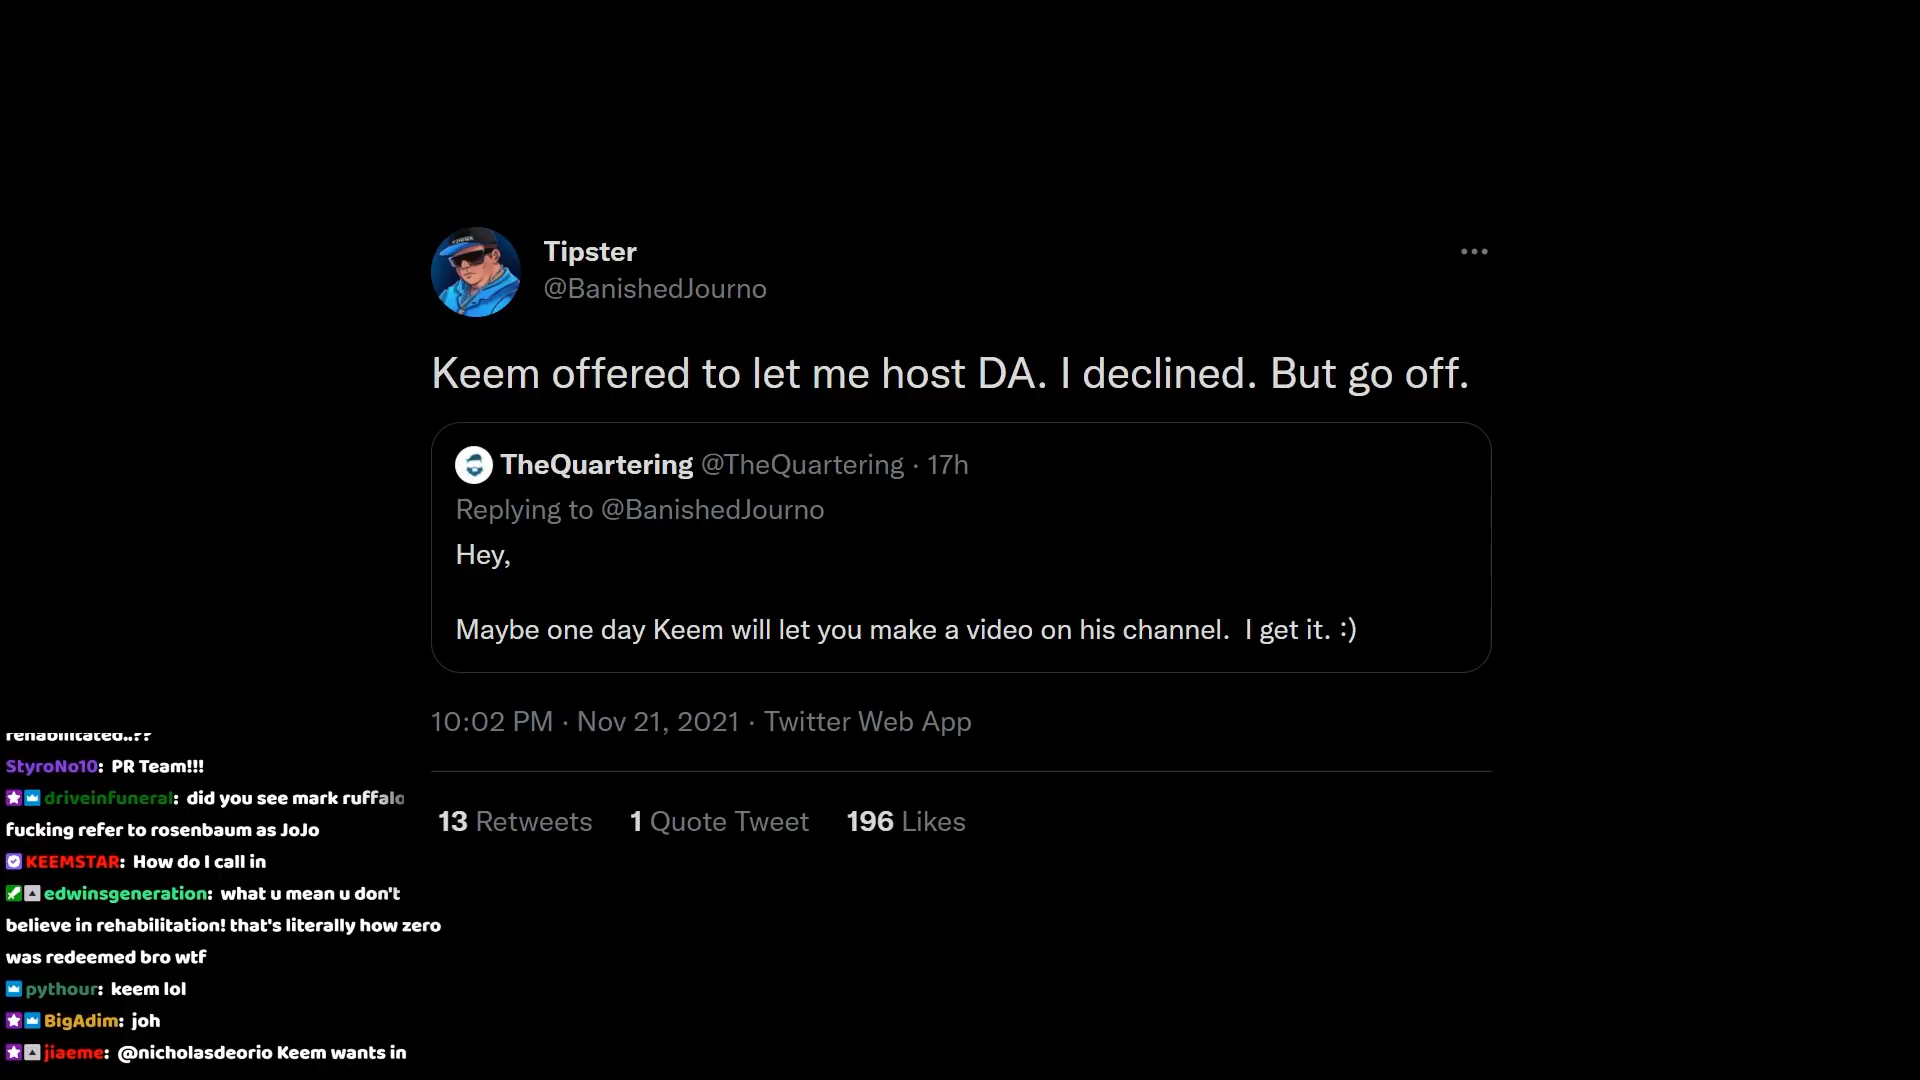 Tipster
@BanishedJourno
Keem offered to let me host DA. I declined. But go off.
TheQuartering @TheQuartering · 17h
Replying to @BanishedJourno
Hey,
Maybe one day Keem will let you make a video on his channel.  I get it. :)
10:02 PM · Nov 21, 2021 · Twitter Web App
13 Retweets 1 Quote Tweet 196 Likes
rehabilitated..??
StyroNo10: PR Team!!!
driveinfuneral: did you see mark ruffalo
fucking refer to rosenbaum as JoJo
KEEMSTAR: How do I call in
edwinsgeneration: what u mean u don't
believe in rehabilitation! that's literally how zero
was redeemed bro wtf
pythour: keem lol
BigAdim: joh
jiaeme: @nicholasdeorio Keem wants in